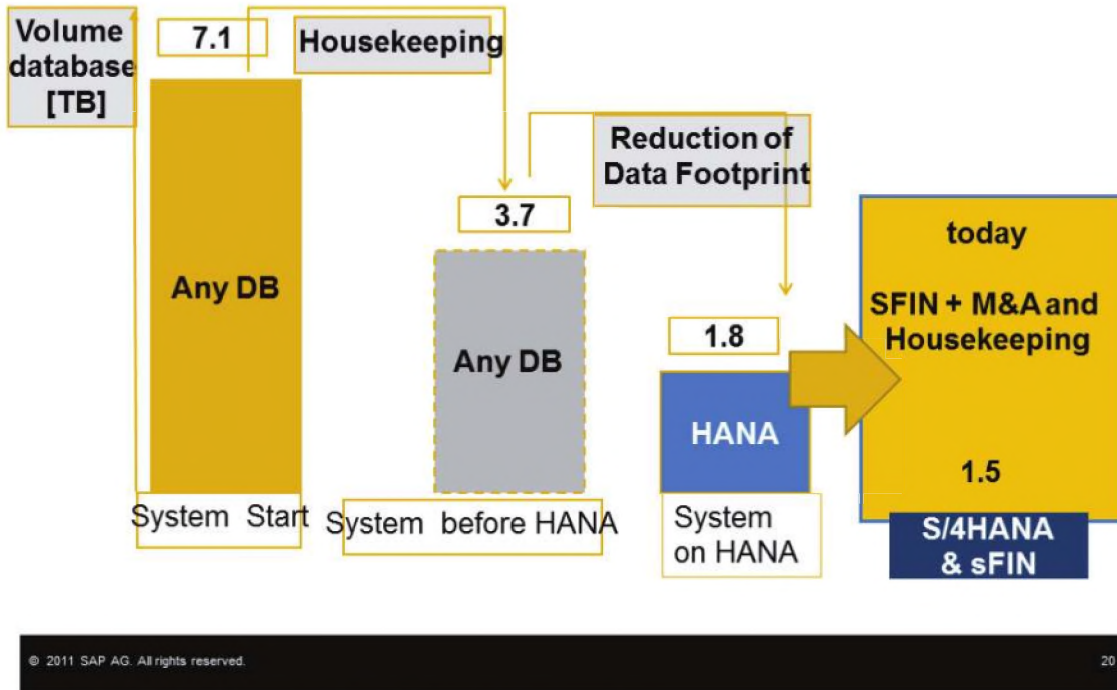 Volume
database
[TB]
7.1
Housekeeping
Reduction of
Data Footprint
3.7
today
Any DB
SFIN + M&A and
Housekeeping
1.8
Any DB
HANA
1.5
System Start
System before HANA
System
on HANA
S/4HANA
& sFIN
© 2011 SAP AG. All rights reserved.
20